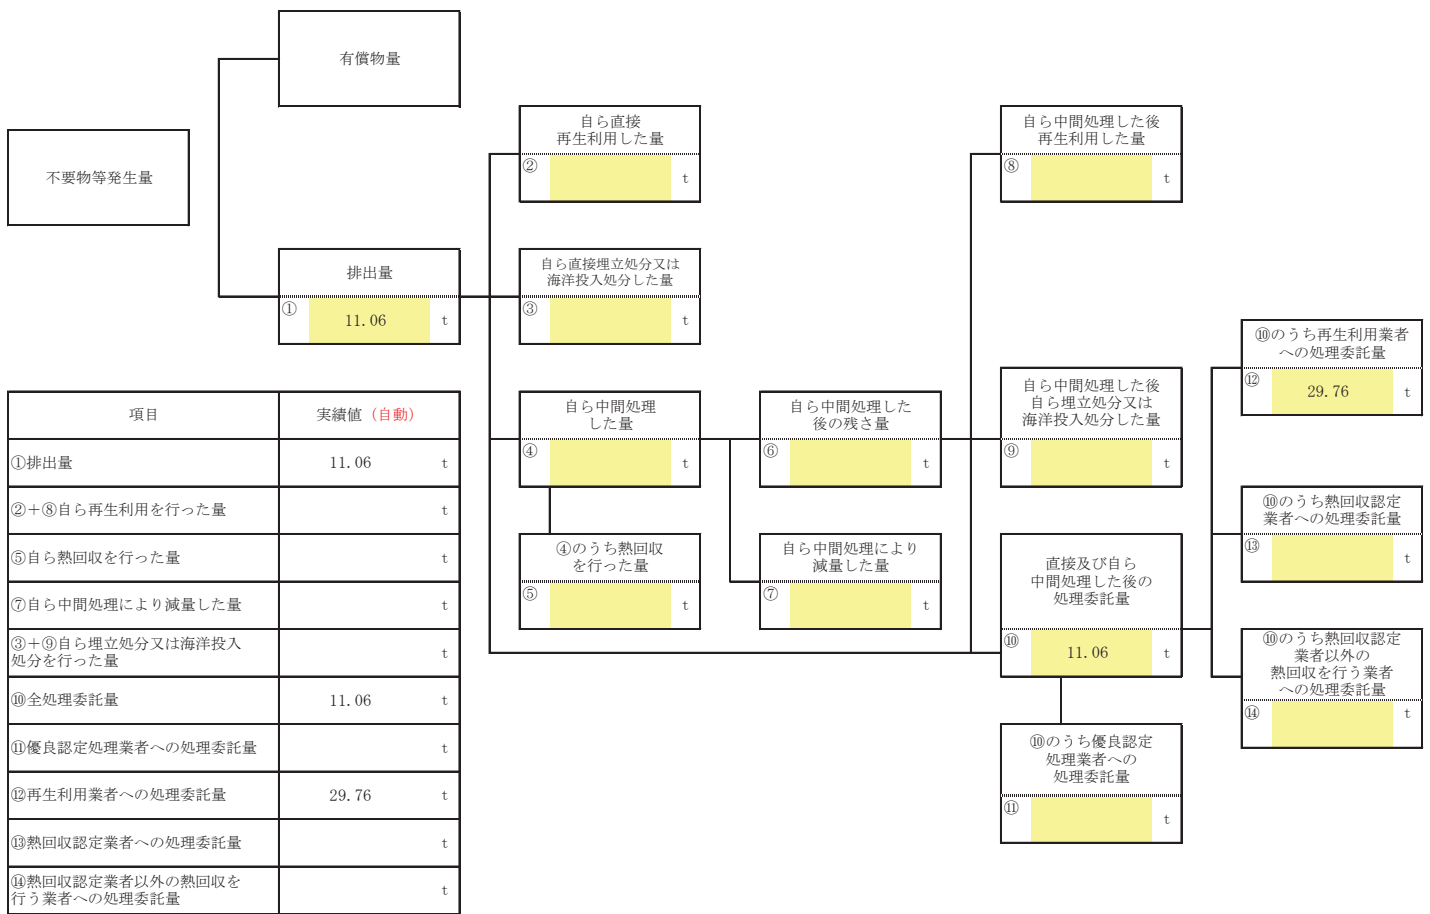 有償物量
不要物等発生量
排出量
① 11.06 t
自ら直接
再生利用した量
② t
自ら直接埋立処分又は
海洋投入処分した量
③ t
自ら中間処理
した量
④ t
④のうち熱回収
を行った量
⑤ t
自ら中間処理した
後の残さ量
⑥ t
自ら中間処理により
減量した量
⑦ t
自ら中間処理した後
再生利用した量
⑧ t
自ら中間処理した後
自ら埋立処分又は
海洋投入処分した量
⑨ t
直接及び自ら
中間処理した後の
処理委託量
⑩ 11.06 t
⑩のうち優良認定
処理業者への
処理委託量
⑪ t
⑩のうち再生利用業者
への処理委託量
⑫ 29.76 t
⑩のうち熱回収認定
業者への処理委託量
⑬ t
⑩のうち熱回収認定
業者以外の
熱回収を行う業者
への処理委託量
⑭ t
項目 実績値（自動）
①排出量 11.06 t
②＋⑧自ら再生利用を行った量 t
⑤自ら熱回収を行った量 t
⑦自ら中間処理により減量した量 t
③＋⑨自ら埋立処分又は海洋投入
処分を行った量 t
⑩全処理委託量 11.06 t
⑪優良認定処理業者への処理委託量 t
⑫再生利用業者への処理委託量 29.76 t
⑬熱回収認定業者への処理委託量 t
⑭熱回収認定業者以外の熱回収を
行う業者への処理委託量 t